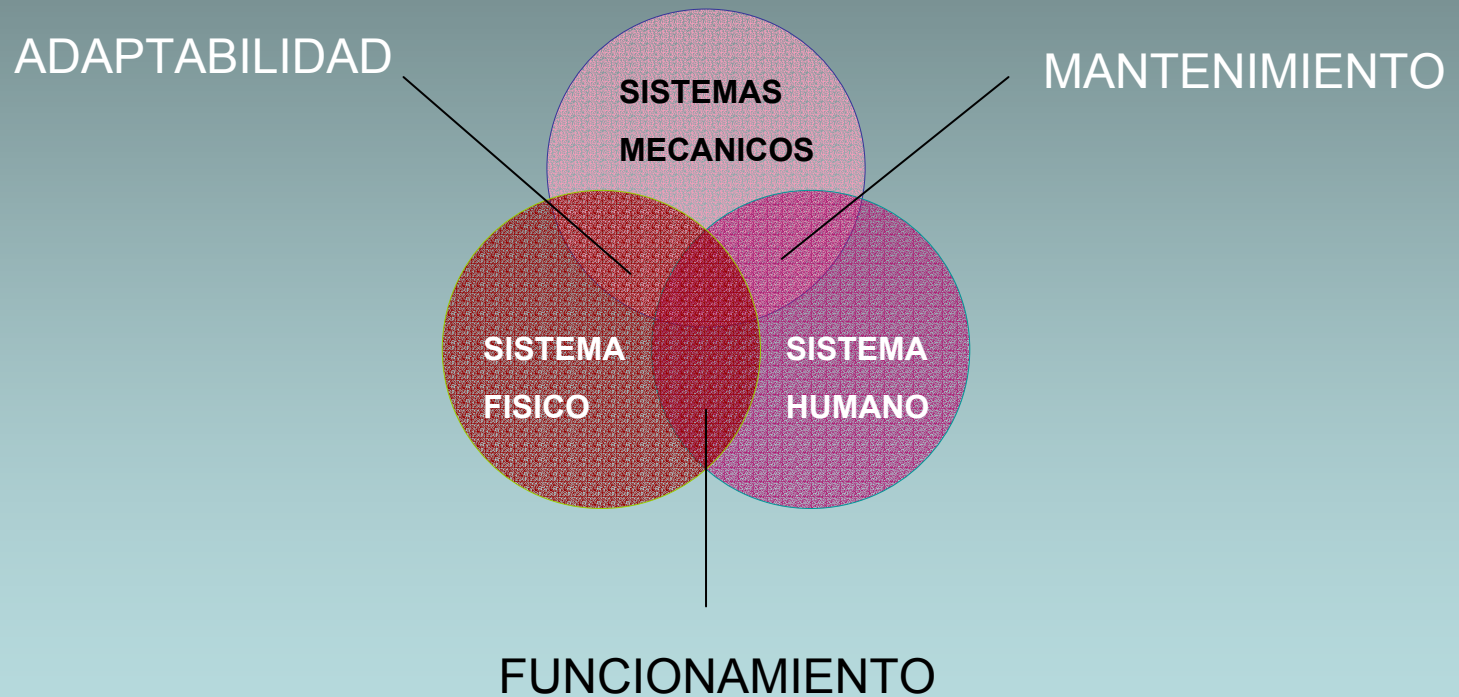 ADAPTABILIDAD
MANTENIMIENTO
SISTEMAS
MECANICOS
SISTEMA
FISICO
SISTEMA
HUMANO
FUNCIONAMIENTO